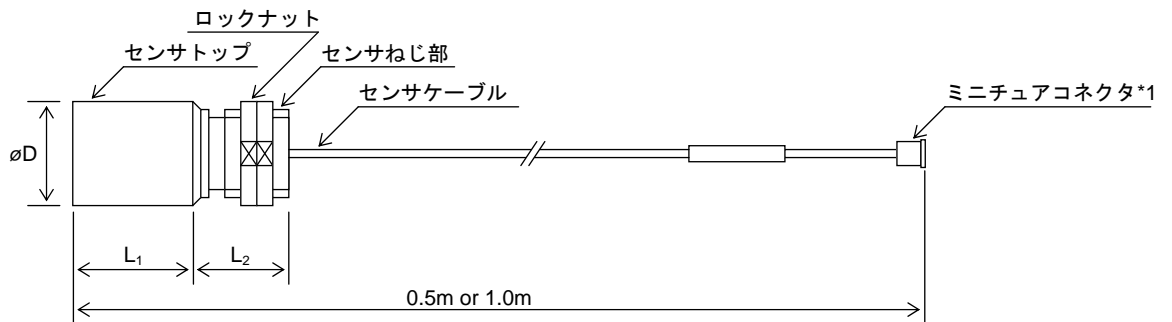 ロックナット
センサトップ
センサねじ部
センサケーブル
ミニチュアコネクタ*1
øD
L₁
L₂
0.5m or 1.0m